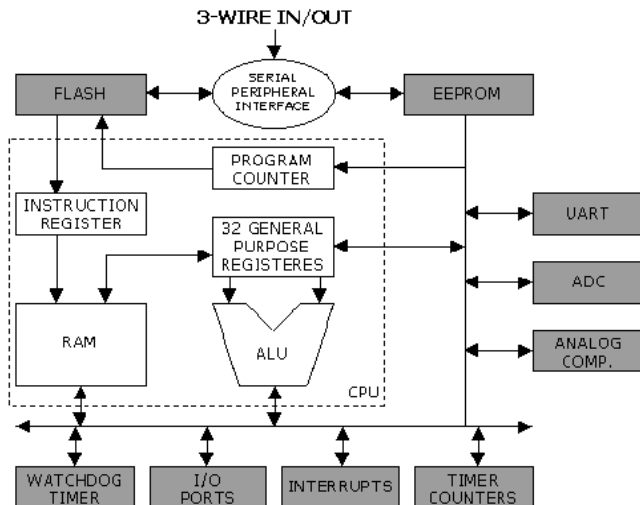 3-WIRE IN/OUT
SERIAL
PERIPHERAL
INTERFACE
FLASH
EEPROM
PROGRAM
COUNTER
INSTRUCTION
REGISTER
32 GENERAL
PURPOSE
REGISTERES
UART
ADC
RAM
ALU
ANALOG
COMP.
CPU
WATCHDOG
TIMER
I/O
PORTS
INTERRUPTS
TIMER
COUNTERS